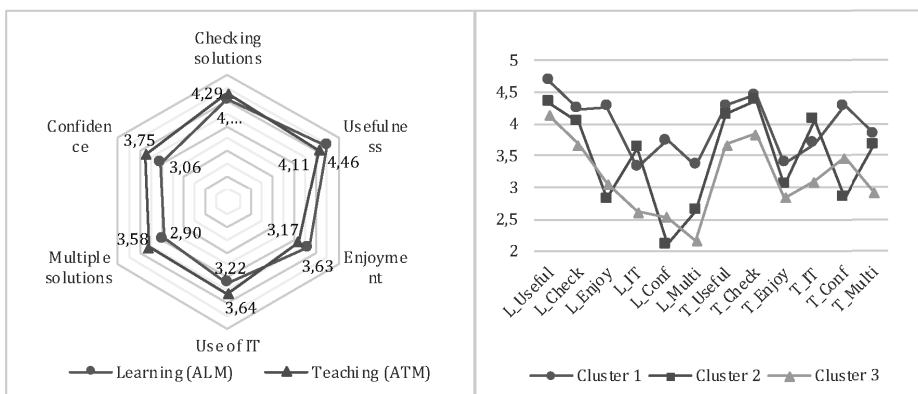 Checking
solutions
4,29
4,...
Confiden
ce
3,75
3,06
Usefulne
ss
4,11
4,46
Multiple
solutions
3,58
2,90
3,17
3,63
Enjoyme
nt
3,22
3,64
Use of IT
Learning (ALM)
Teaching (ATM)
5
4,5
4
3,5
3
2,5
2
L_Useful
L_Check
L_Enjoy
L_IT
L_Conf
L_Multi
T_Useful
T_Check
T_Enjoy
T_IT
T_Conf
T_Multi
Cluster 1
Cluster 2
Cluster 3